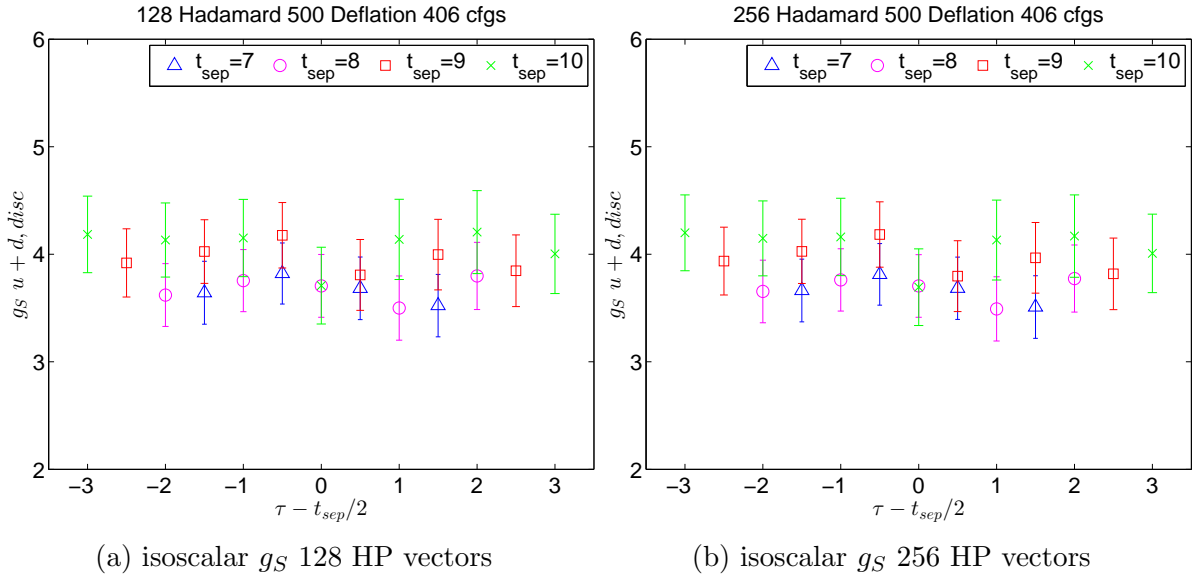 128 Hadamard 500 Deflation 406 cfgs
t_sep=7 t_sep=8 t_sep=9 t_sep=10
6
5
4
3
2
g_S u + d, disc
−3 −2 −1 0 1 2 3
τ − t_sep/2
(a) isoscalar g_S 128 HP vectors
256 Hadamard 500 Deflation 406 cfgs
t_sep=7 t_sep=8 t_sep=9 t_sep=10
6
5
4
3
2
g_S u + d, disc
−3 −2 −1 0 1 2 3
τ − t_sep/2
(b) isoscalar g_S 256 HP vectors